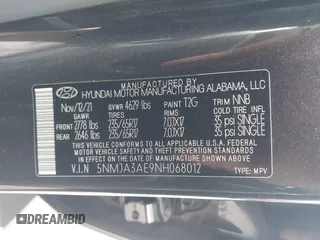 MANUFACTURED BY
HYUNDAI MOTOR MANUFACTURING ALABAMA, LLC
Nov/12/21 GVWR 4629 lbs PAINT T2G TRIM NNB
GAWR TIRES RIMS COLD TIRE INFL
FRONT 2778 lbs 235/65R17 7.0JX17 35 psi SINGLE
REAR 2646 lbs 235/65R17 7.0JX17 35 psi SINGLE
THIS VEHICLE CONFORMS TO ALL APPLICABLE U.S.A FEDERAL
MOTOR VEHICLE SAFETY AND THEFT PREVENTION STANDARDS
IN EFFECT ON THE DATE OF MANUFACTURE SHOWN ABOVE
V.I.N 5NMJA3AE9NH068012 TYPE: MPV
DREAMBID